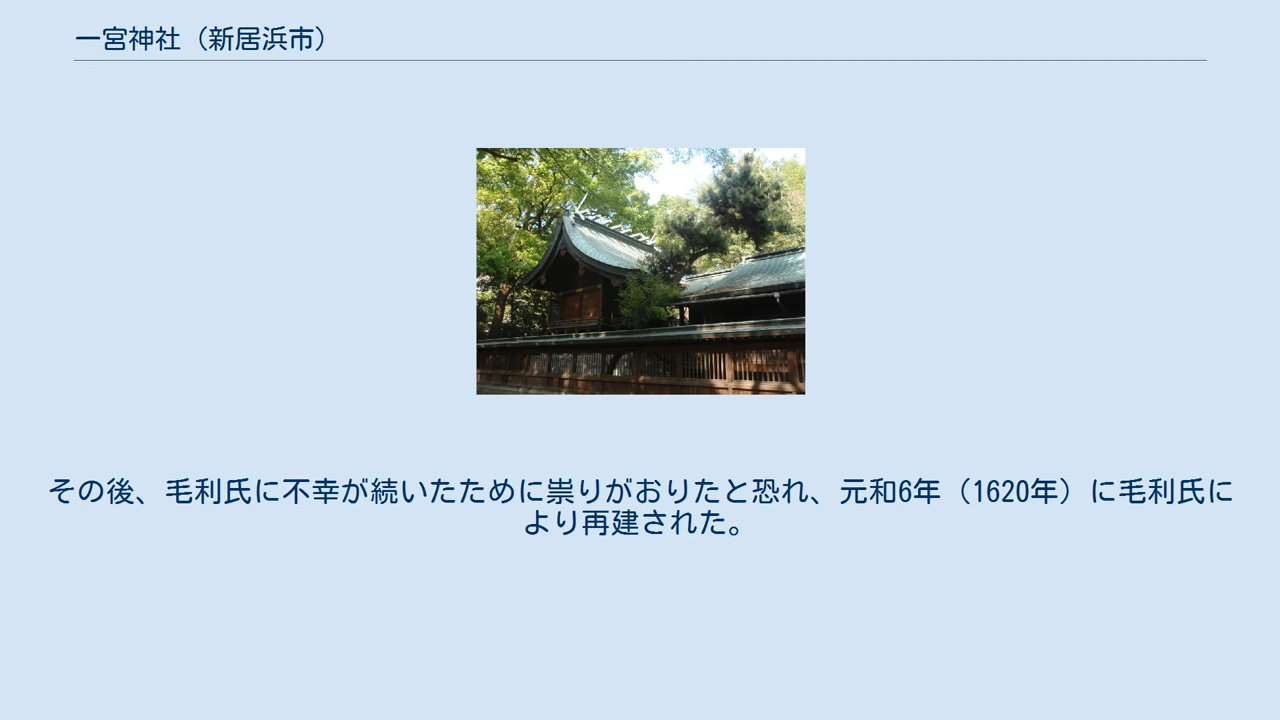 一宮神社（新居浜市）
その後、毛利氏に不幸が続いたために祟りがおりたと恐れ、元和6年（1620年）に毛利氏に
より再建された。